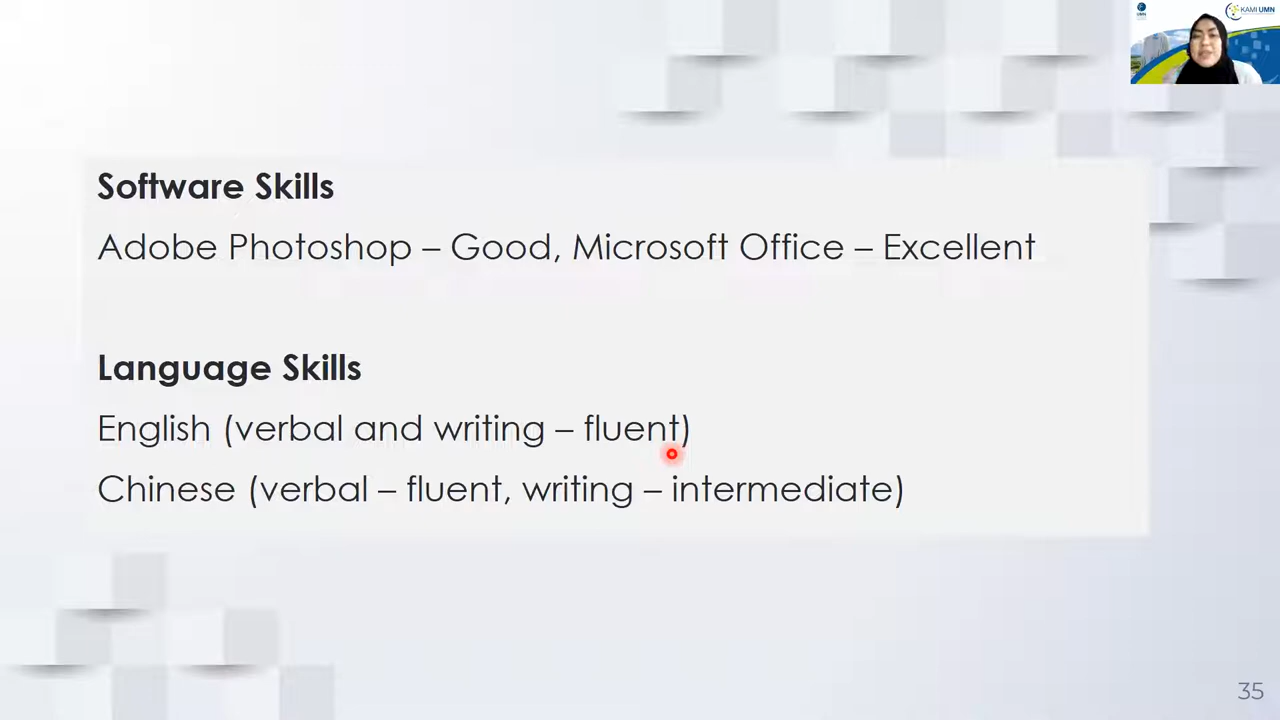 UMN
KAMI UMN
Software Skills
Adobe Photoshop – Good, Microsoft Office – Excellent
Language Skills
English (verbal and writing – fluent)
Chinese (verbal – fluent, writing – intermediate)
35